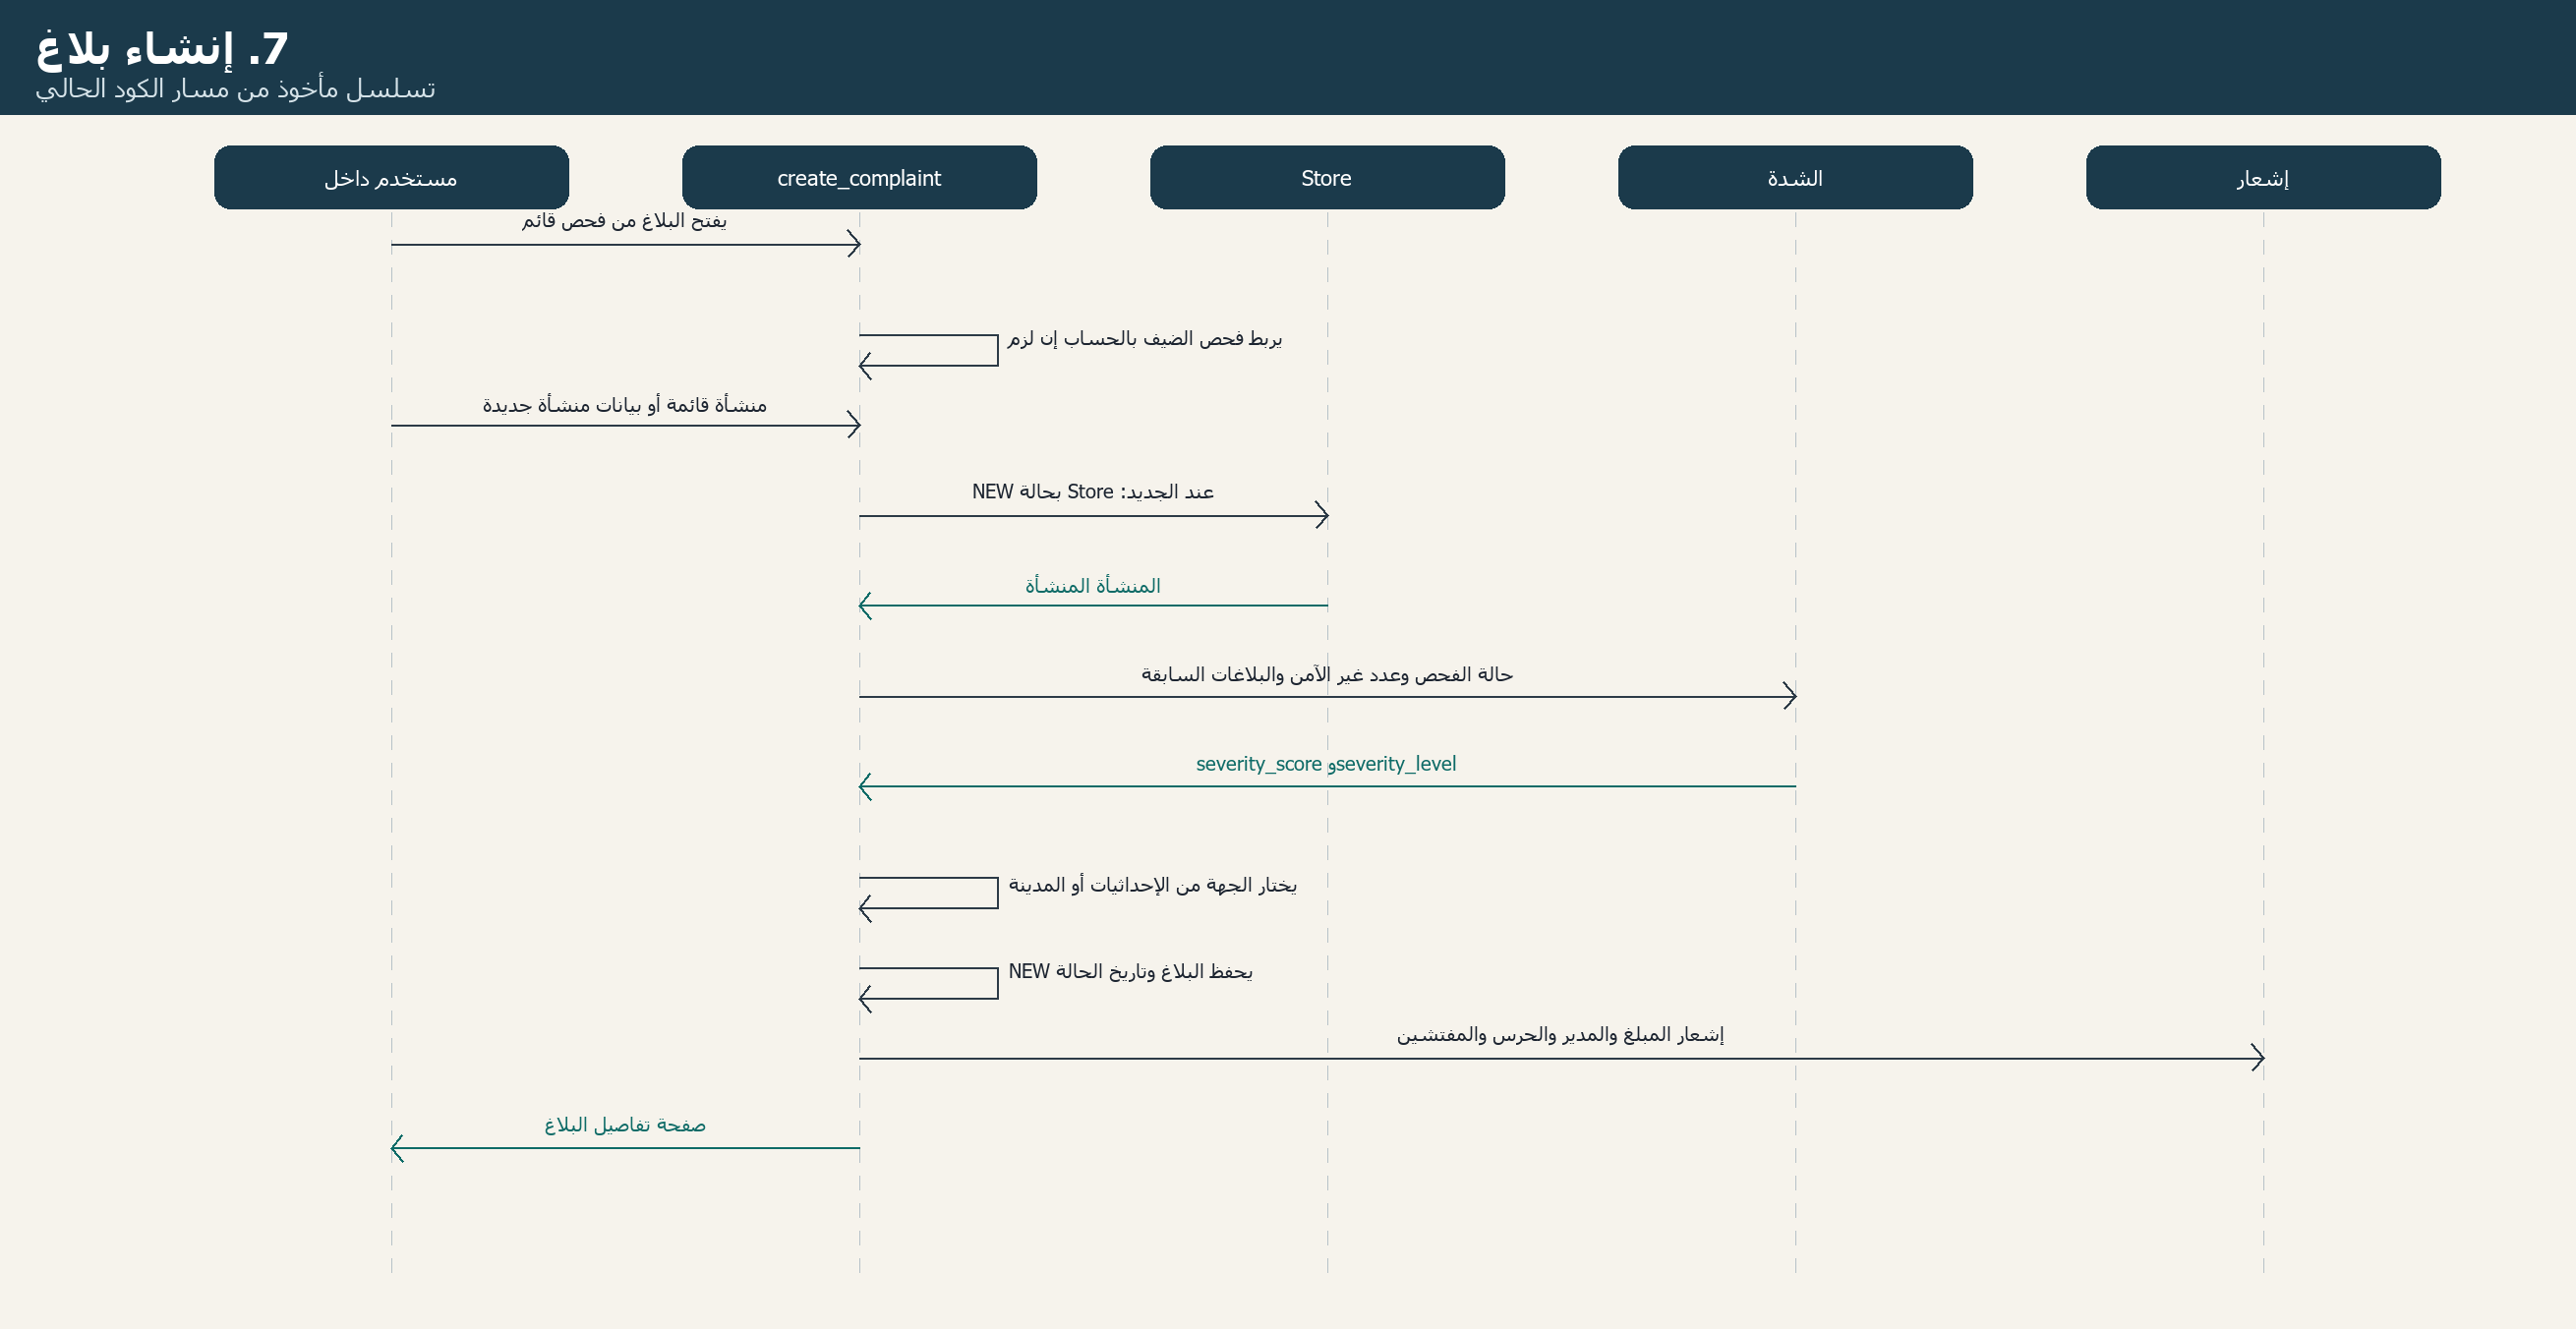 7. إنشاء بلاغ
تسلسل مأخوذ من مسار الكود الحالي
مستخدم داخل
create_complaint
Store
الشدة
إشعار
يفتح البلاغ من فحص قائم
يربط فحص الضيف بالحساب إن لزم
منشأة قائمة أو بيانات منشأة جديدة
عند الجديد: Store بحالة NEW
المنشأة المنشأة
حالة الفحص وعدد غير الآمن والبلاغات السابقة
severity_level و severity_score
يختار الجهة من الإحداثيات أو المدينة
يحفظ البلاغ وتاريخ الحالة NEW
إشعار المبلغ والمدير والحرس والمفتشين
صفحة تفاصيل البلاغ